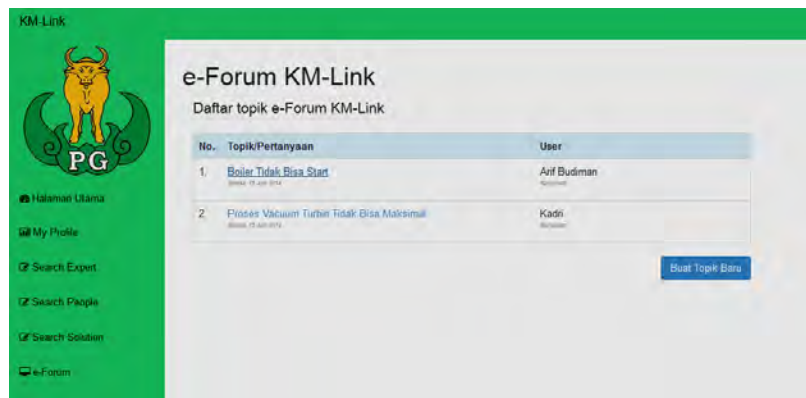 KM-Link
PG
Halaman Utama
My Profile
Search Expert
Search People
Search Solution
e-Forum
e-Forum KM-Link
Daftar topik e-Forum KM-Link
No. Topik/Pertanyaan User
1. Boiler Tidak Bisa Start Arif Budiman
2. Proses Vacuum Turbin Tidak Bisa Maksimal Kadri
Buat Topik Baru